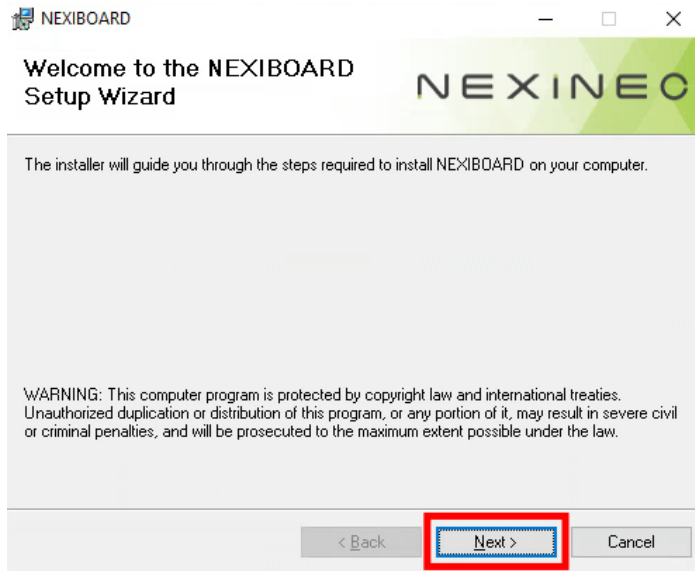 NEXIBOARD
Welcome to the NEXIBOARD
Setup Wizard
NEXINEC
The installer will guide you through the steps required to install NEXIBOARD on your computer.
WARNING: This computer program is protected by copyright law and international treaties.
Unauthorized duplication or distribution of this program, or any portion of it, may result in severe civil
or criminal penalties, and will be prosecuted to the maximum extent possible under the law.
< Back
Next >
Cancel